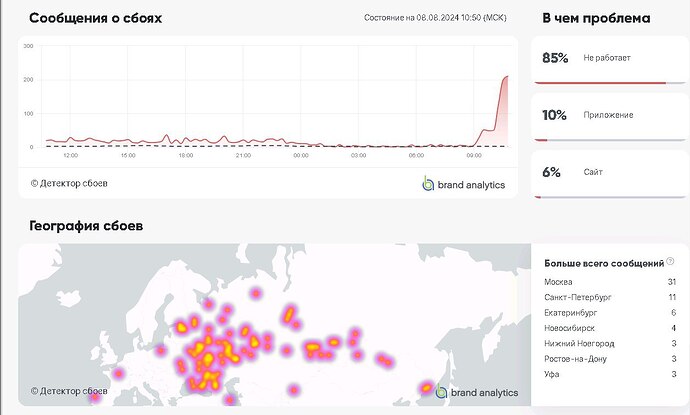 Сообщения о сбоях
Состояние на 08.08.2024 10:50 (МСК)
300
200
100
0
12:00
15:00
18:00
21:00
00:00
03:00
06:00
09:00
© Детектор сбоев
brand analytics
В чем проблема
85% Не работает
10% Приложение
6% Сайт
География сбоев
© Детектор сбоев
brand analytics
Больше всего сообщений ?
Москва 31
Санкт-Петербург 11
Екатеринбург 6
Новосибирск 4
Нижний Новгород 3
Ростов-на-Дону 3
Уфа 3